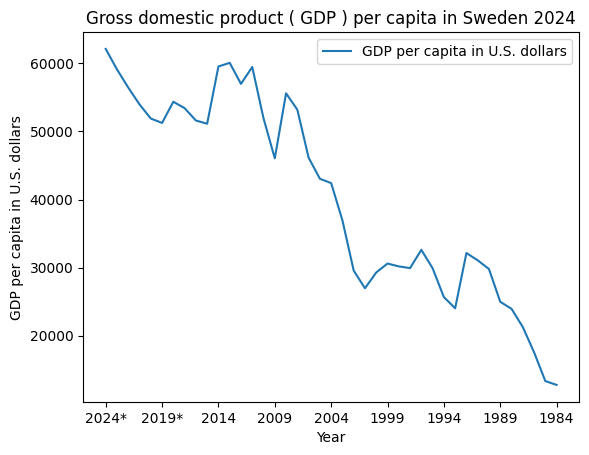 Gross domestic product ( GDP ) per capita in Sweden 2024
GDP per capita in U.S. dollars
GDP per capita in U.S. dollars
60000
50000
40000
30000
20000
2024* 2019* 2014 2009 2004 1999 1994 1989 1984
Year